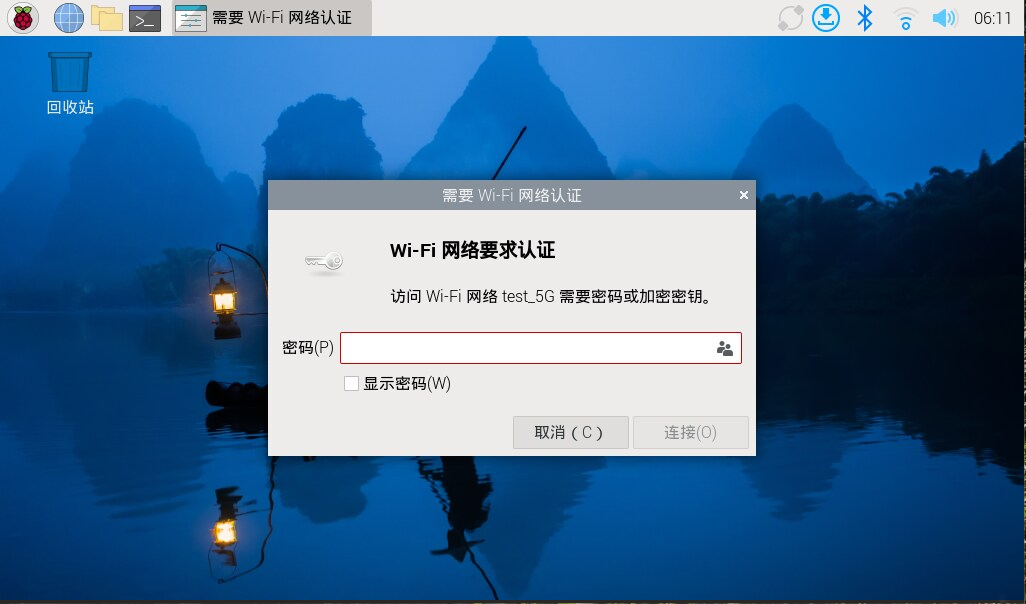 需要 Wi-Fi 网络认证
06:11
回收站
需要 Wi-Fi 网络认证
Wi-Fi 网络要求认证
访问 Wi-Fi 网络 test_5G 需要密码或加密密钥。
密码(P)
显示密码(W)
取消（C）
连接(O)